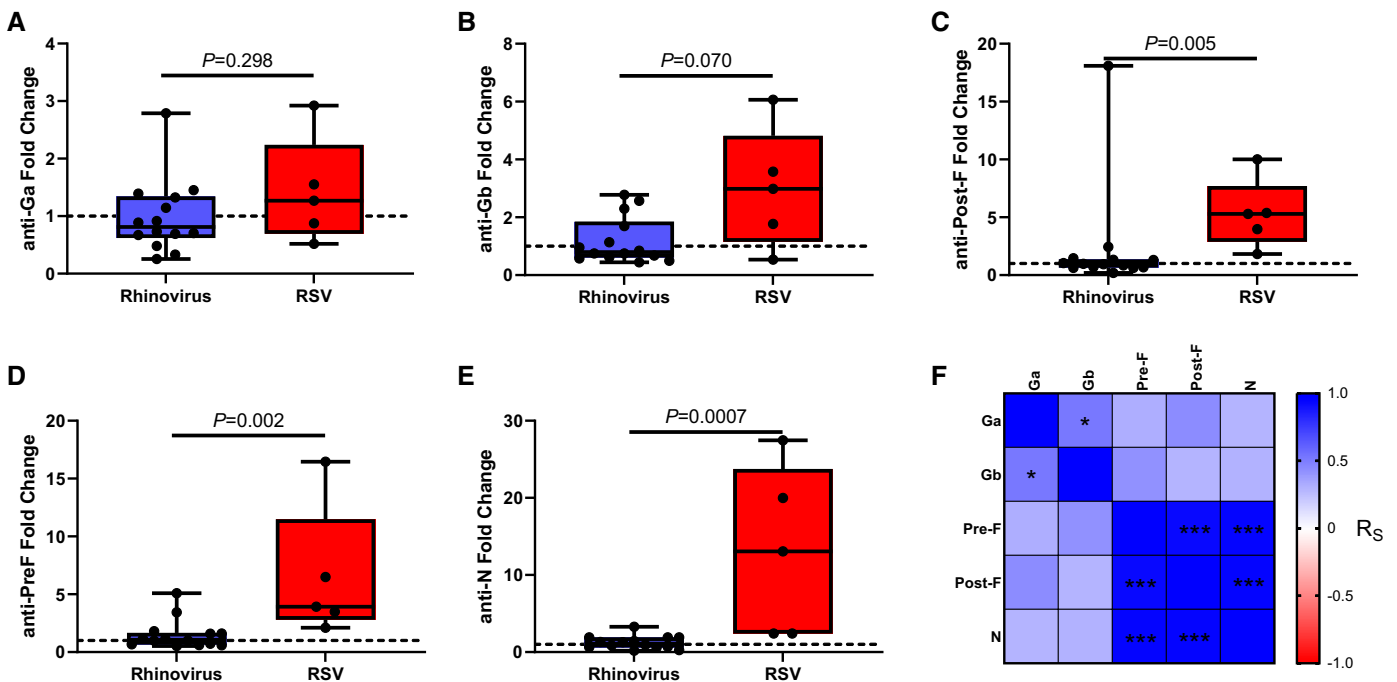 A
anti-Ga Fold Change
4
3
2
1
0
P=0.298
Rhinovirus
RSV
B
anti-Gb Fold Change
8
6
4
2
0
P=0.070
Rhinovirus
RSV
C
anti-Post-F Fold Change
20
15
10
5
0
P=0.005
Rhinovirus
RSV
D
anti-PreF Fold Change
20
15
10
5
0
P=0.002
Rhinovirus
RSV
E
anti-N Fold Change
30
20
10
0
P=0.0007
Rhinovirus
RSV
F
Ga
Gb
Pre-F
Post-F
N
Ga *
Gb *
Pre-F *** ***
Post-F *** ***
N *** ***
1.0
0.5
0
-0.5
-1.0
RS